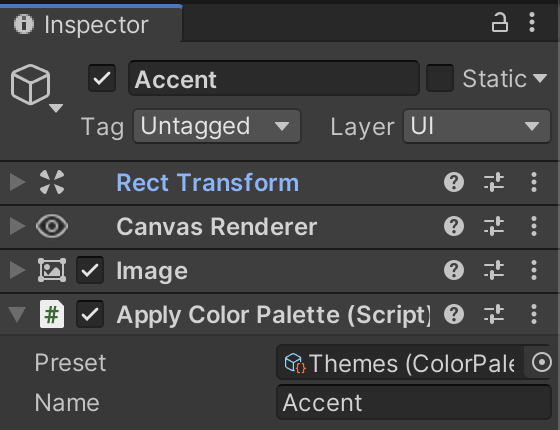 Inspector
Accent
Static
Tag Untagged Layer UI
Rect Transform
Canvas Renderer
Image
# Apply Color Palette (Script)
Preset Themes (ColorPale
Name Accent